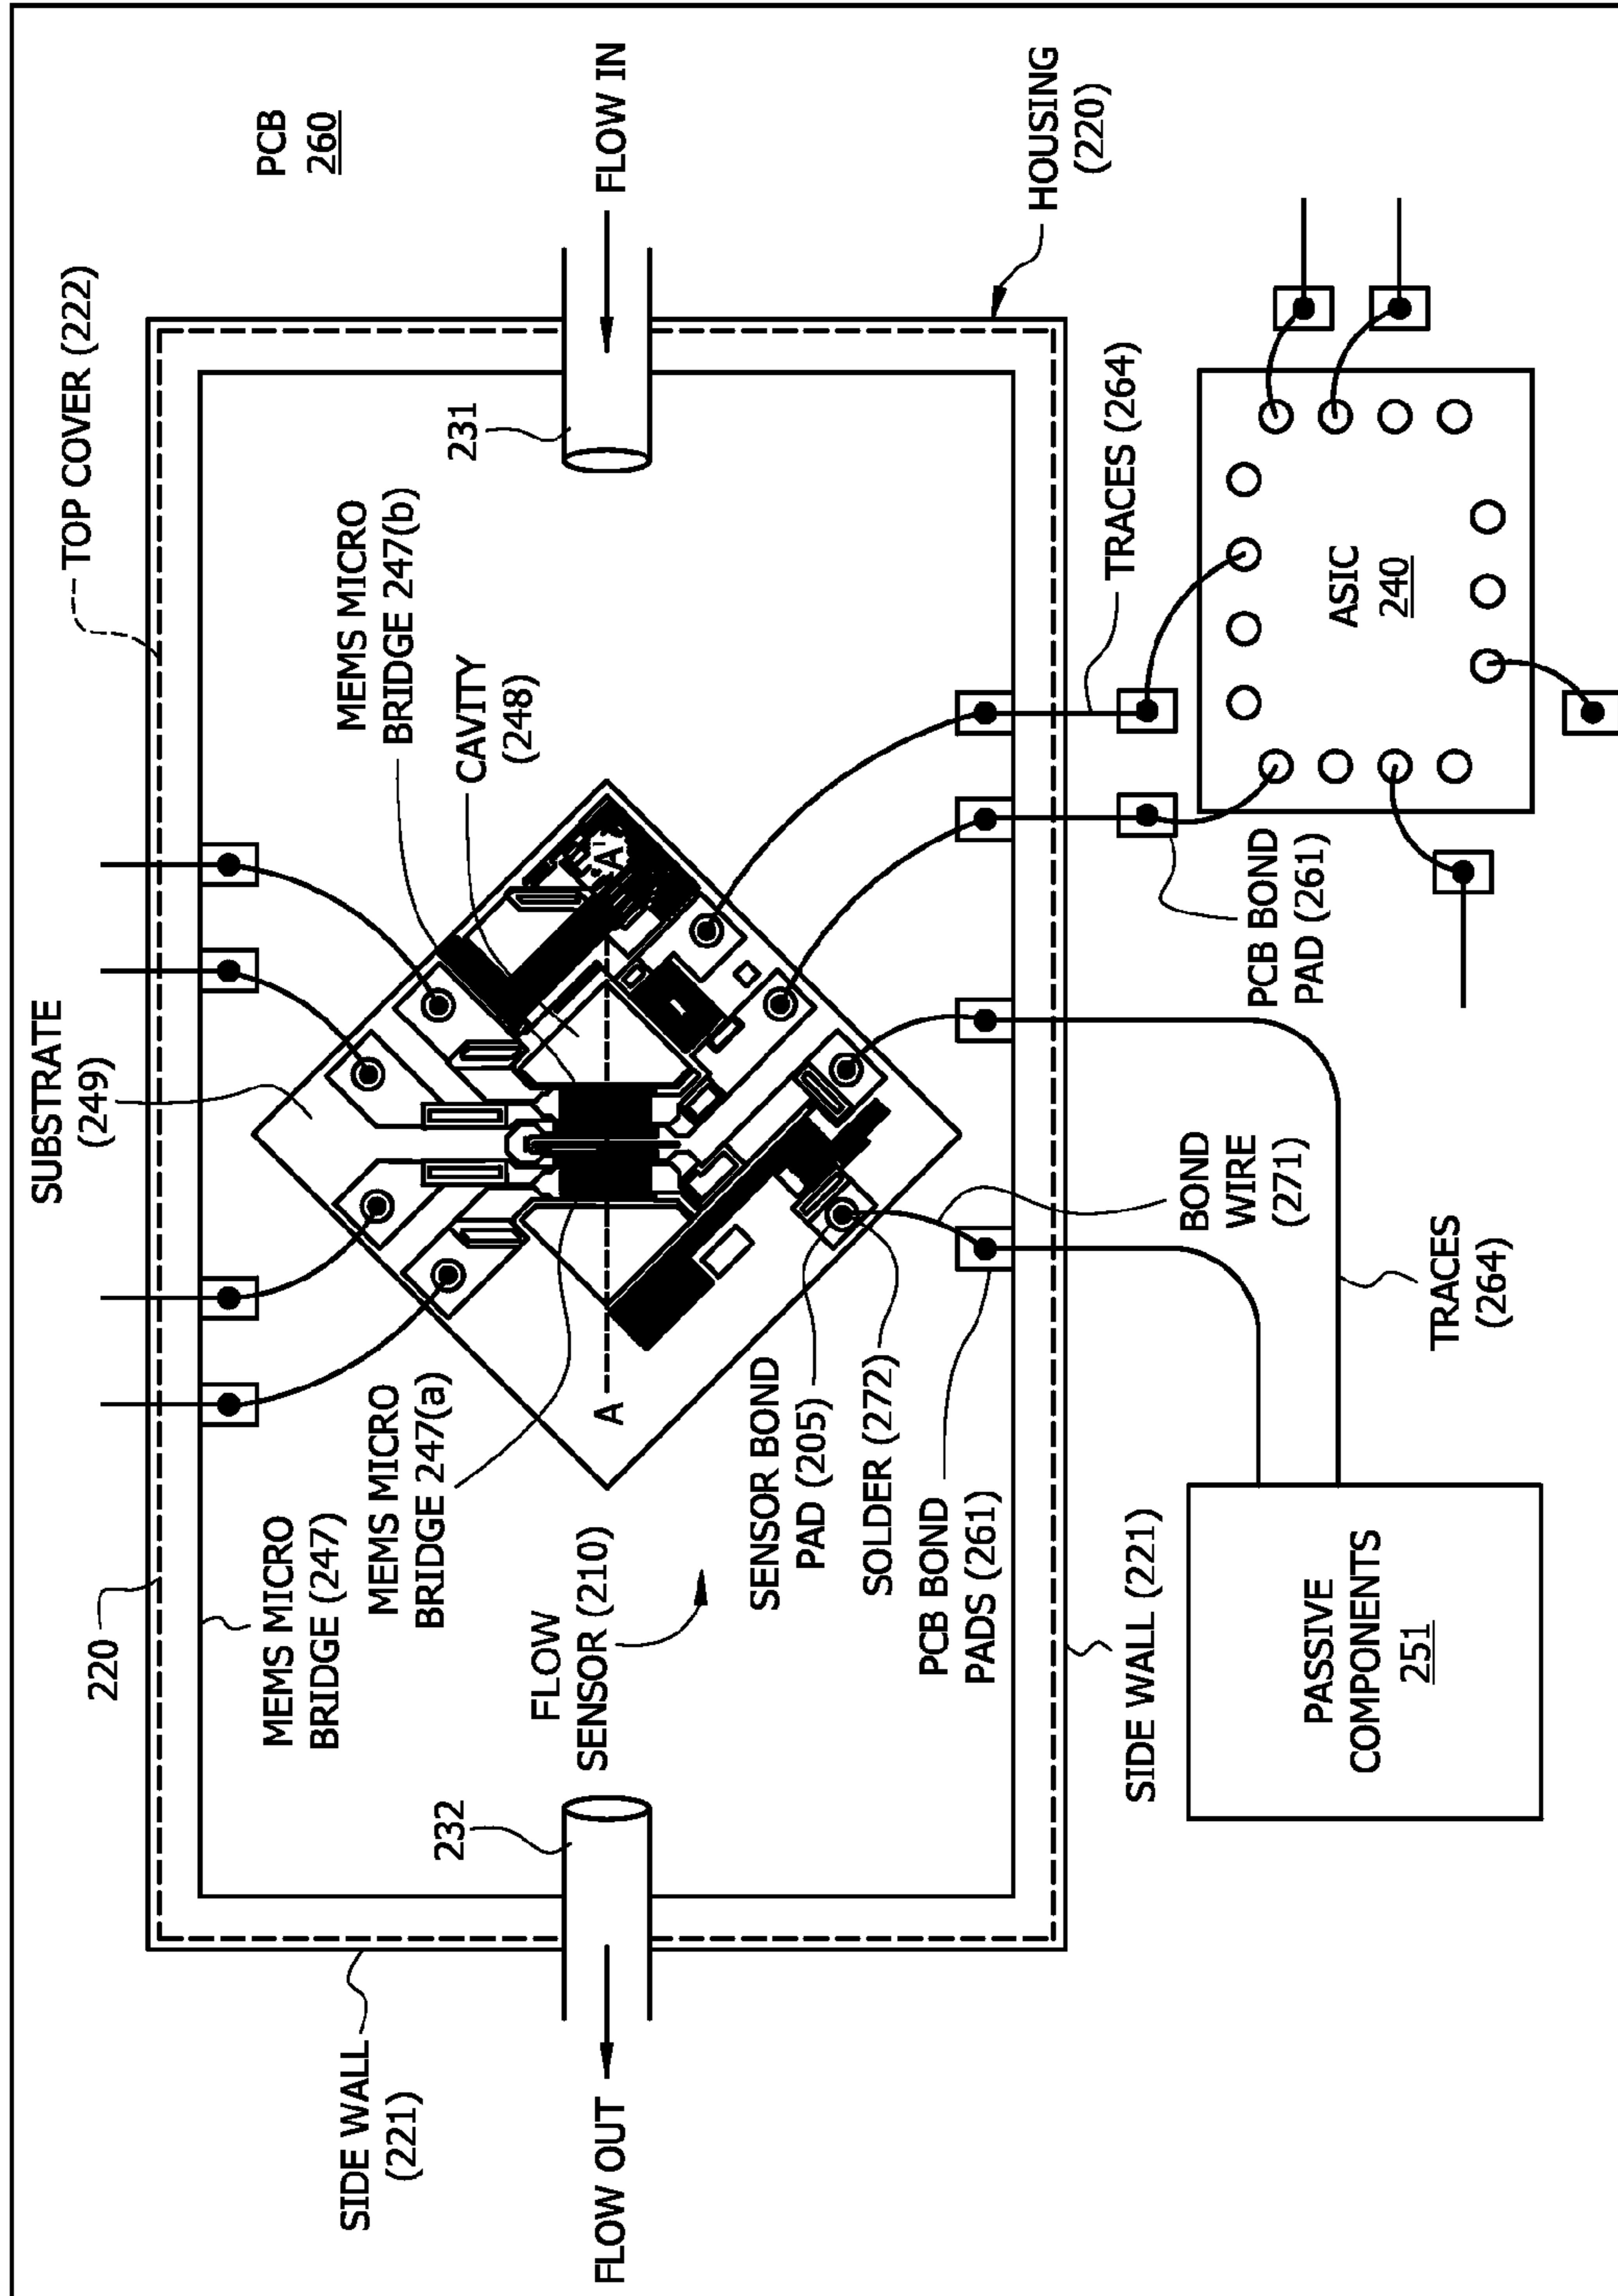 SUBSTRATE
(249)
TOP COVER (222)
220
PCB
260
MEMS MICRO
BRIDGE (247)
MEMS MICRO
BRIDGE 247(a)
MEMS MICRO
BRIDGE 247(b)
CAVITY
(248)
231
232
SIDE WALL
(221)
FLOW OUT
FLOW IN
A
A'
FLOW
SENSOR (210)
SENSOR BOND
PAD (205)
SOLDER (272)
PCB BOND
PADS (261)
HOUSING
(220)
SIDE WALL (221)
TRACES (264)
BOND
WIRE
(271)
PCB BOND
PAD (261)
ASIC
240
PASSIVE
COMPONENTS
251
TRACES
(264)